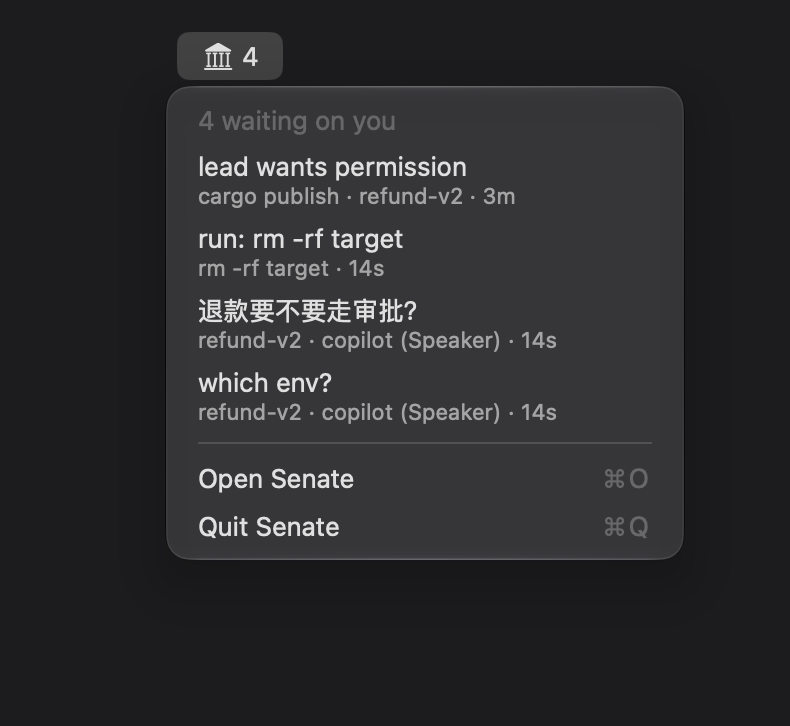 4
4 waiting on you
lead wants permission
cargo publish · refund-v2 · 3m
run: rm -rf target
rm -rf target · 14s
退款要不要走审批?
refund-v2 · copilot (Speaker) · 14s
which env?
refund-v2 · copilot (Speaker) · 14s
Open Senate ⌘O
Quit Senate ⌘Q